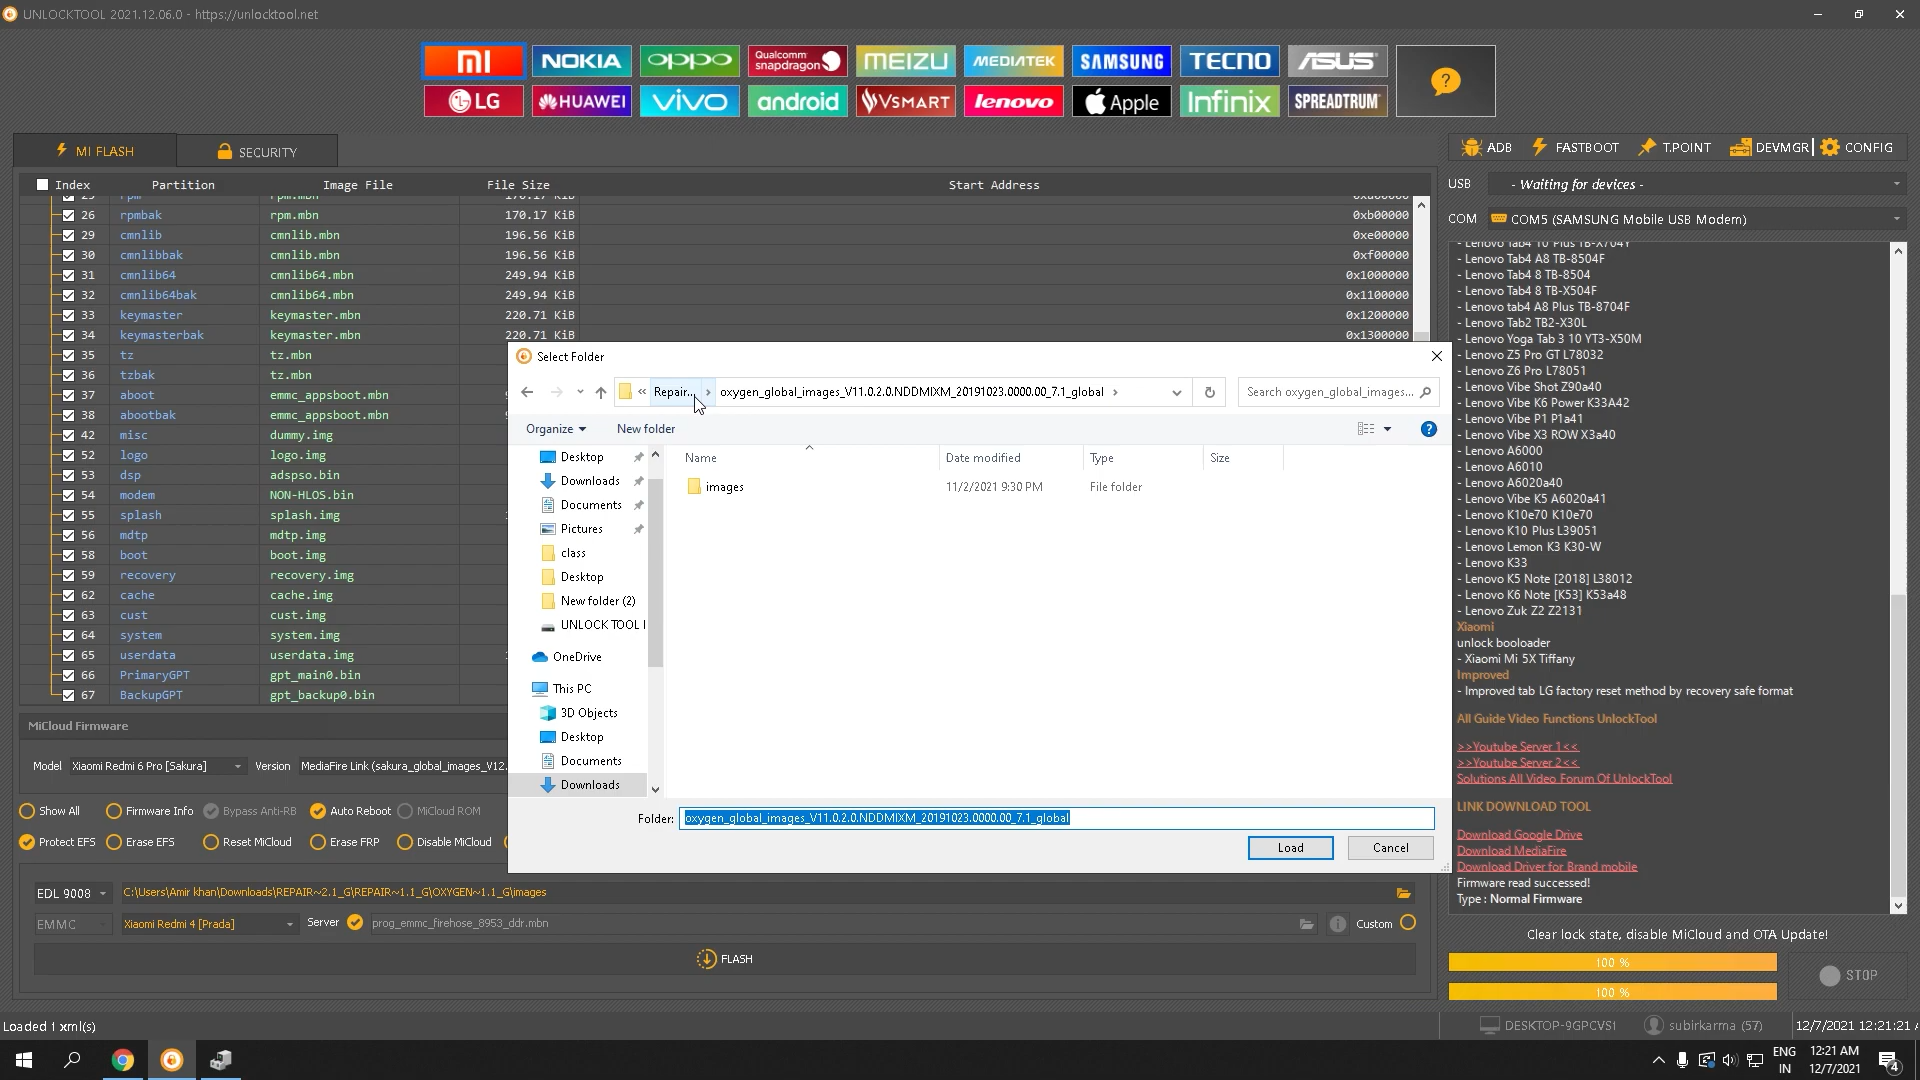 UNLOCKTOOL 2021.12.06.0 - https://unlocktool.net
MI NOKIA OPPO Qualcomm snapdragon MEIZU MEDIATEK SAMSUNG TECNO ASUS
LG HUAWEI vivo android VSMART lenovo Apple Infinix SPREADTRUM
?
MI FLASH SECURITY
ADB FASTBOOT T.POINT DEVMGR CONFIG
Index Partition Image File File Size Start Address
26 rpmbak rpm.mbn 170.17 KiB 0xb00000
29 cmnlib cmnlib.mbn 196.56 KiB 0xe00000
30 cmnlibbak cmnlib.mbn 196.56 KiB 0xf00000
31 cmnlib64 cmnlib64.mbn 249.94 KiB 0x1000000
32 cmnlib64bak cmnlib64.mbn 249.94 KiB 0x1100000
33 keymaster keymaster.mbn 220.71 KiB 0x1200000
34 keymasterbak keymaster.mbn 220.71 KiB 0x1300000
35 tz tz.mbn
36 tzbak tz.mbn
37 aboot emmc_appsboot.mbn
38 abootbak emmc_appsboot.mbn
42 misc dummy.img
52 logo logo.img
53 dsp adspso.bin
54 modem NON-HLOS.bin
55 splash splash.img
56 mdtp mdtp.img
58 boot boot.img
59 recovery recovery.img
62 cache cache.img
63 cust cust.img
64 system system.img
65 userdata userdata.img
66 PrimaryGPT gpt_main0.bin
67 BackupGPT gpt_backup0.bin
MiCloud Firmware
Model Xiaomi Redmi 6 Pro [Sakura] Version MediaFire Link (sakura_global_images_V12.
Show All Firmware Info Bypass Anti-RB Auto Reboot MiCloud ROM
Protect EFS Erase EFS Reset MiCloud Erase FRP Disable MiCloud
EDL 9008 C:\Users\Amir khan\Downloads\REPAIR~2.1_G\REPAIR~1.1_G\OXYGEN~1.1_G\images
EMMC Xiaomi Redmi 4 [Prada] Server prog_emmc_firehose_8953_ddr.mbn Custom
FLASH
Loaded 1 xml(s)
Select Folder
« Repair... › oxygen_global_images_V11.0.2.0.NDDMIXM_20191023.0000.00_7.1_global ›
Search oxygen_global_images...
Organize New folder
?
Name Date modified Type Size
images 11/2/2021 9:30 PM File folder
Desktop
Downloads
Documents
Pictures
class
Desktop
New folder (2)
UNLOCK TOOL I
OneDrive
This PC
3D Objects
Desktop
Documents
Downloads
Folder: oxygen_global_images_V11.0.2.0.NDDMIXM_20191023.0000.00_7.1_global
Load Cancel
USB - Waiting for devices -
COM COM5 (SAMSUNG Mobile USB Modem)
- Lenovo Tab4 10 Plus TB-X704Y
- Lenovo Tab4 A8 TB-8504F
- Lenovo Tab4 8 TB-8504
- Lenovo Tab4 8 TB-X504F
- Lenovo tab4 A8 Plus TB-8704F
- Lenovo Tab2 TB2-X30L
- Lenovo Yoga Tab 3 10 YT3-X50M
- Lenovo Z5 Pro GT L78032
- Lenovo Z6 Pro L78051
- Lenovo Vibe Shot Z90a40
- Lenovo Vibe K6 Power K33A42
- Lenovo Vibe P1 P1a41
- Lenovo Vibe X3 ROW X3a40
- Lenovo A6000
- Lenovo A6010
- Lenovo A6020a40
- Lenovo Vibe K5 A6020a41
- Lenovo K10e70 K10e70
- Lenovo K10 Plus L39051
- Lenovo Lemon K3 K30-W
- Lenovo K33
- Lenovo K5 Note [2018] L38012
- Lenovo K6 Note [K53] K53a48
- Lenovo Zuk Z2 Z2131
Xiaomi
unlock booloader
- Xiaomi Mi 5X Tiffany
Improved
- Improved tab LG factory reset method by recovery safe format
All Guide Video Functions UnlockTool
>>Youtube Server 1<<
>>Youtube Server 2<<
Solutions All Video Forum Of UnlockTool
LINK DOWNLOAD TOOL
Download Google Drive
Download MediaFire
Download Driver for Brand mobile
Firmware read successed!
Type : Normal Firmware
Clear lock state, disable MiCloud and OTA Update!
100 %
100 %
STOP
DESKTOP-9GPCVS1 subirkarma (57) 12/7/2021 12:21:21
ENG
IN
12:21 AM
12/7/2021
4